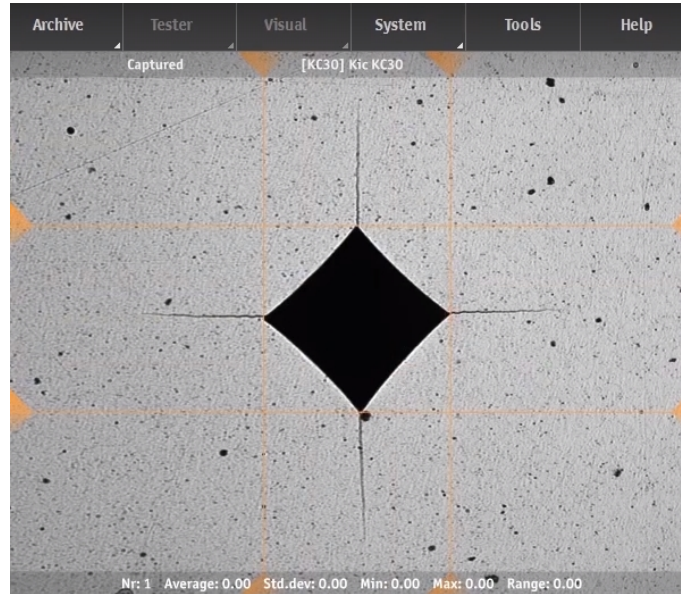 Archive Tester Visual System Tools Help
Captured [KC30] Kic KC30
Nr: 1 Average: 0.00 Std.dev: 0.00 Min: 0.00 Max: 0.00 Range: 0.00